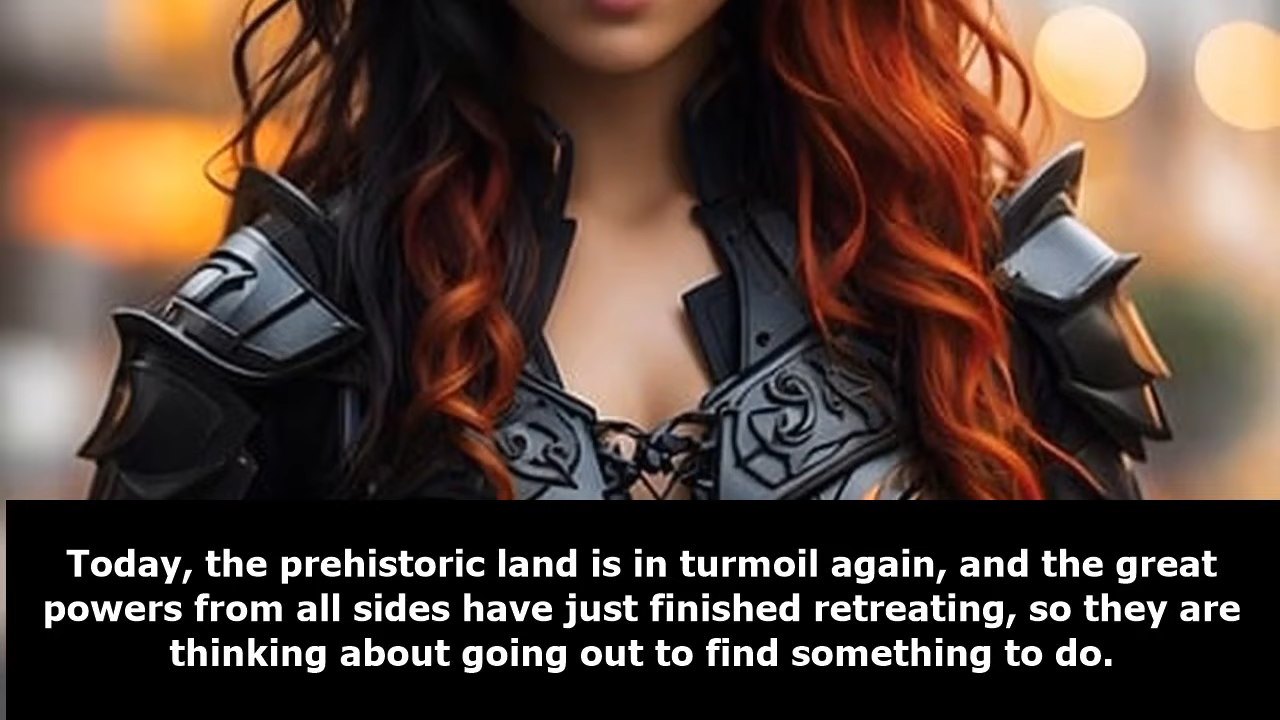 Today, the prehistoric land is in turmoil again, and the great
powers from all sides have just finished retreating, so they are
thinking about going out to find something to do.